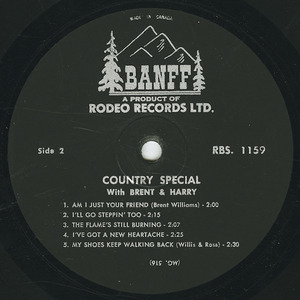 MADE IN CANADA
BANFF
A PRODUCT OF
RODEO RECORDS LTD.
Side 2
RBS. 1159
COUNTRY SPECIAL
With BRENT & HARRY
1. AM I JUST YOUR FRIEND (Brent Williams) - 2:00
2. I'LL GO STEPPIN' TOO - 2:15
3. THE FLAME'S STILL BURNING - 2:07
4. I'VE GOT A NEW HEARTACHE - 2:25
5. MY SHOES KEEP WALKING BACK (Willis & Ross) - 2:30
(MG. 516)